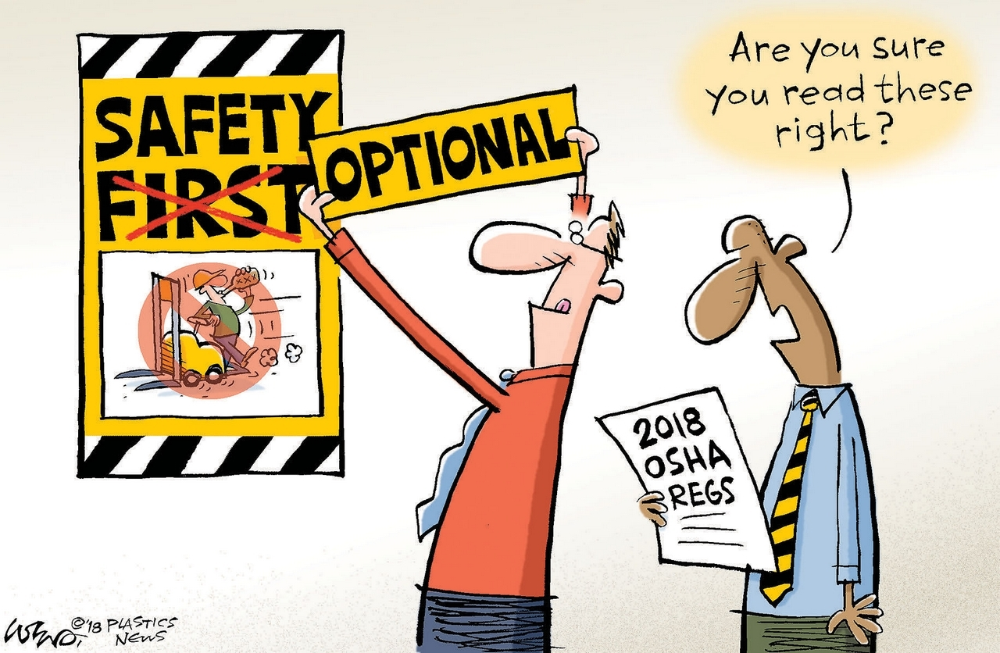 SAFETY
FIRST
OPTIONAL
Are you sure
you read these
right?
2018
OSHA
REGS
©'18 PLASTICS
NEWS